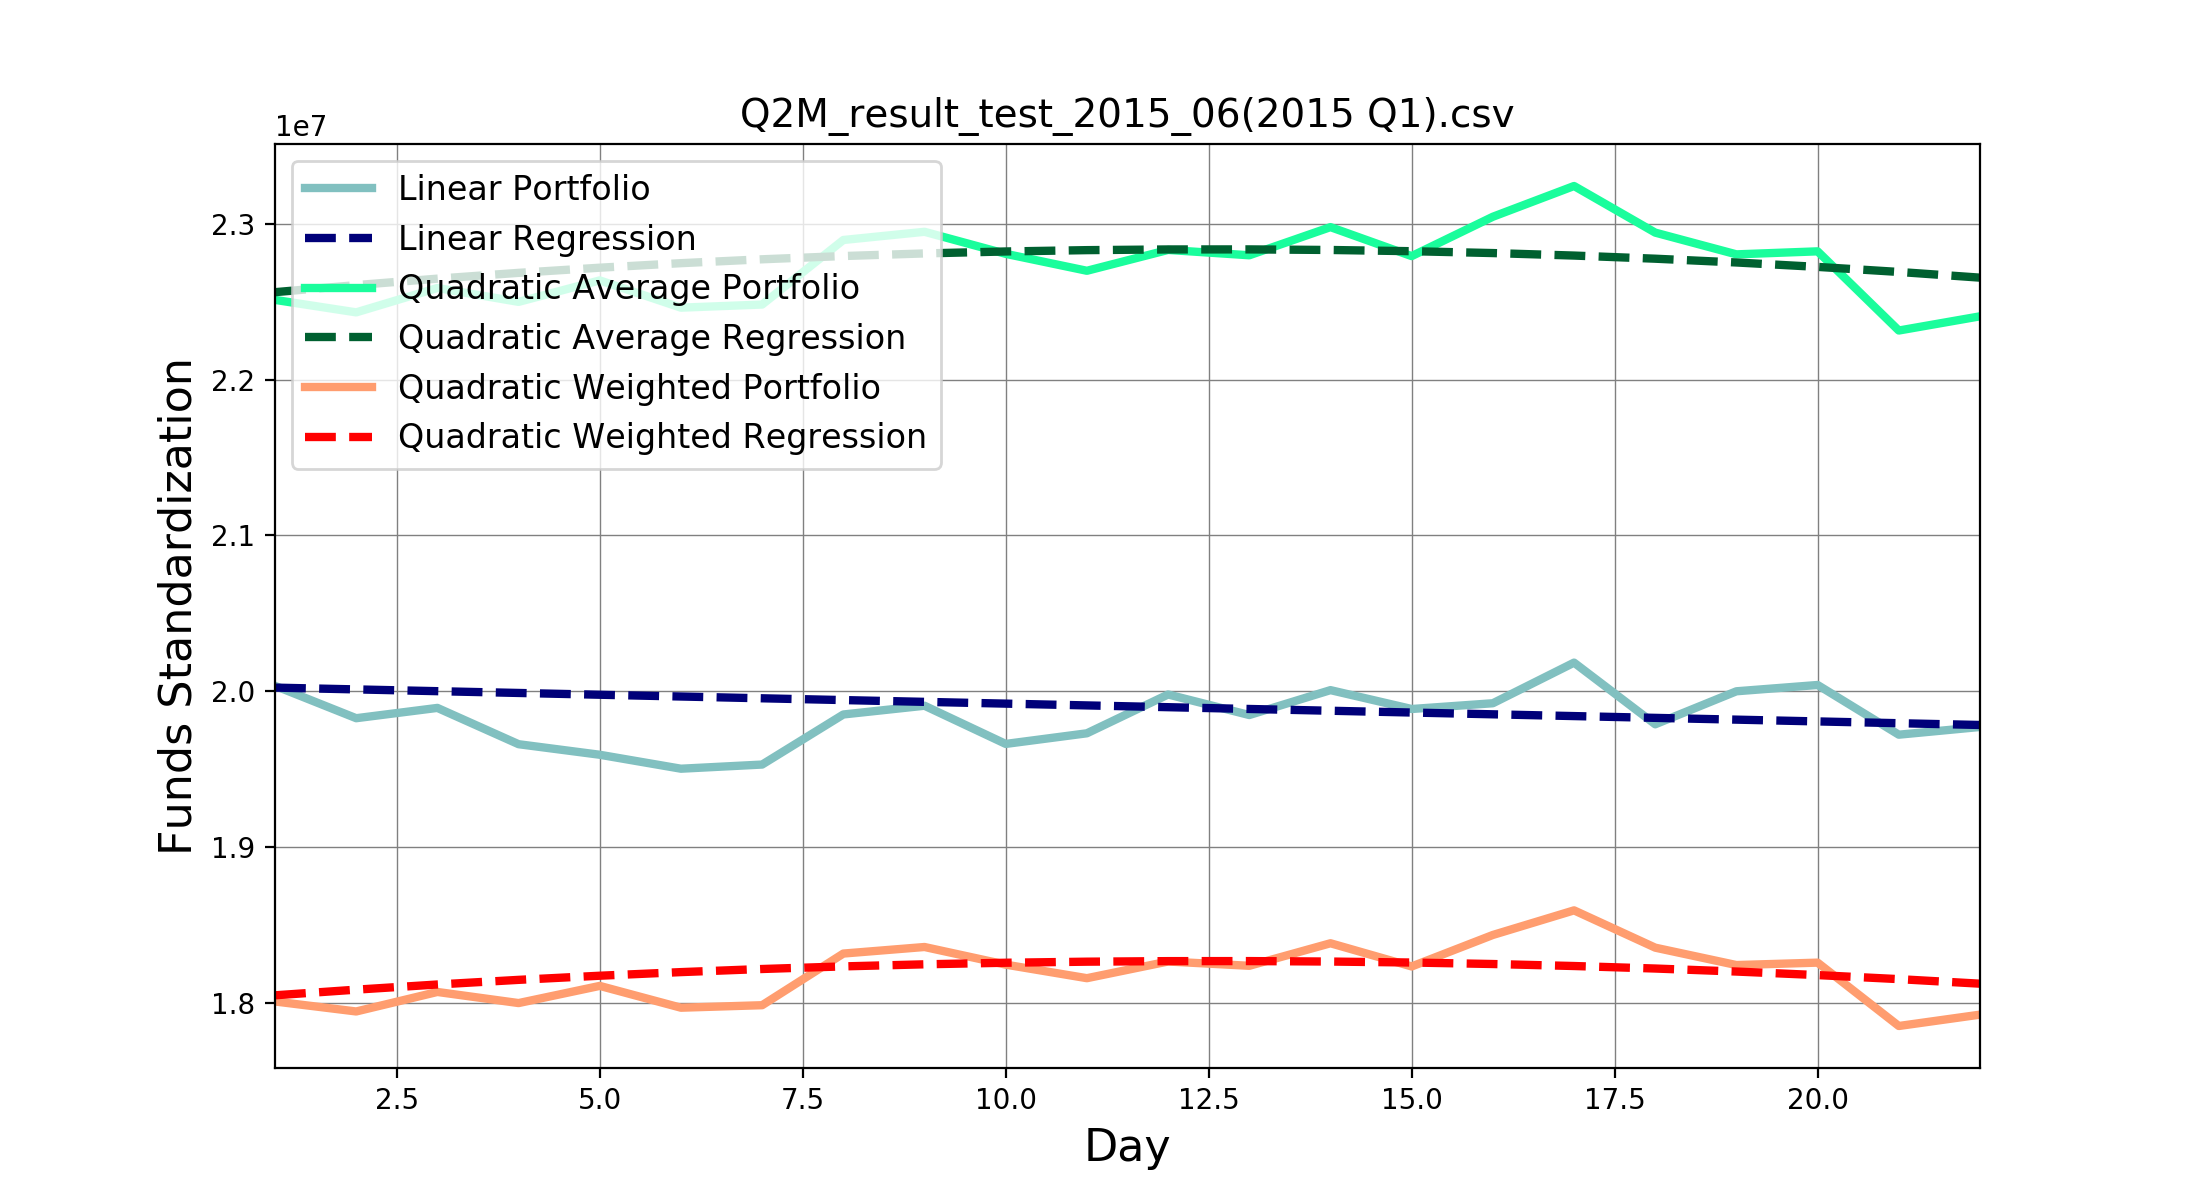 Q2M_result_test_2015_06(2015 Q1).csv
1e7
Linear Portfolio
Linear Regression
Quadratic Average Portfolio
Quadratic Average Regression
Quadratic Weighted Portfolio
Quadratic Weighted Regression
2.3
2.2
2.1
2.0
1.9
1.8
Funds Standardization
2.5 5.0 7.5 10.0 12.5 15.0 17.5 20.0
Day